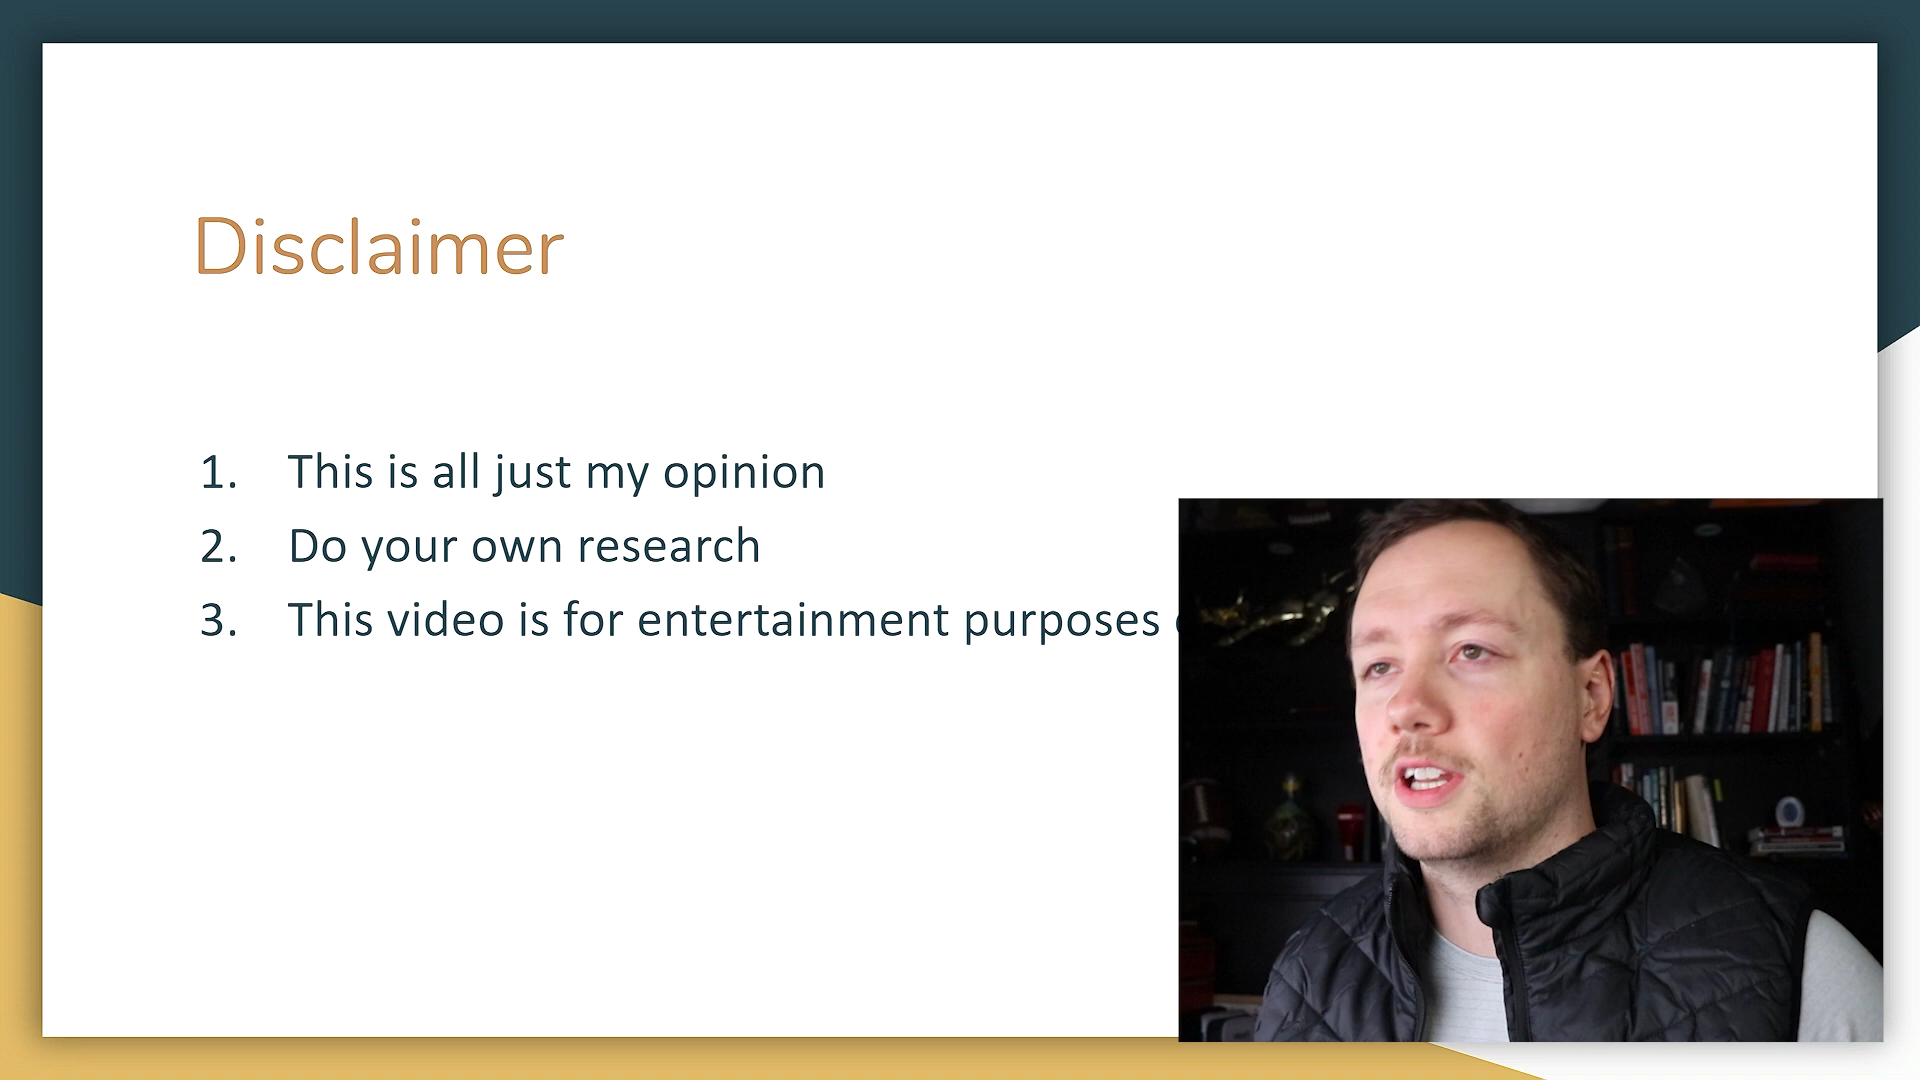 Disclaimer
1. This is all just my opinion
2. Do your own research
3. This video is for entertainment purposes